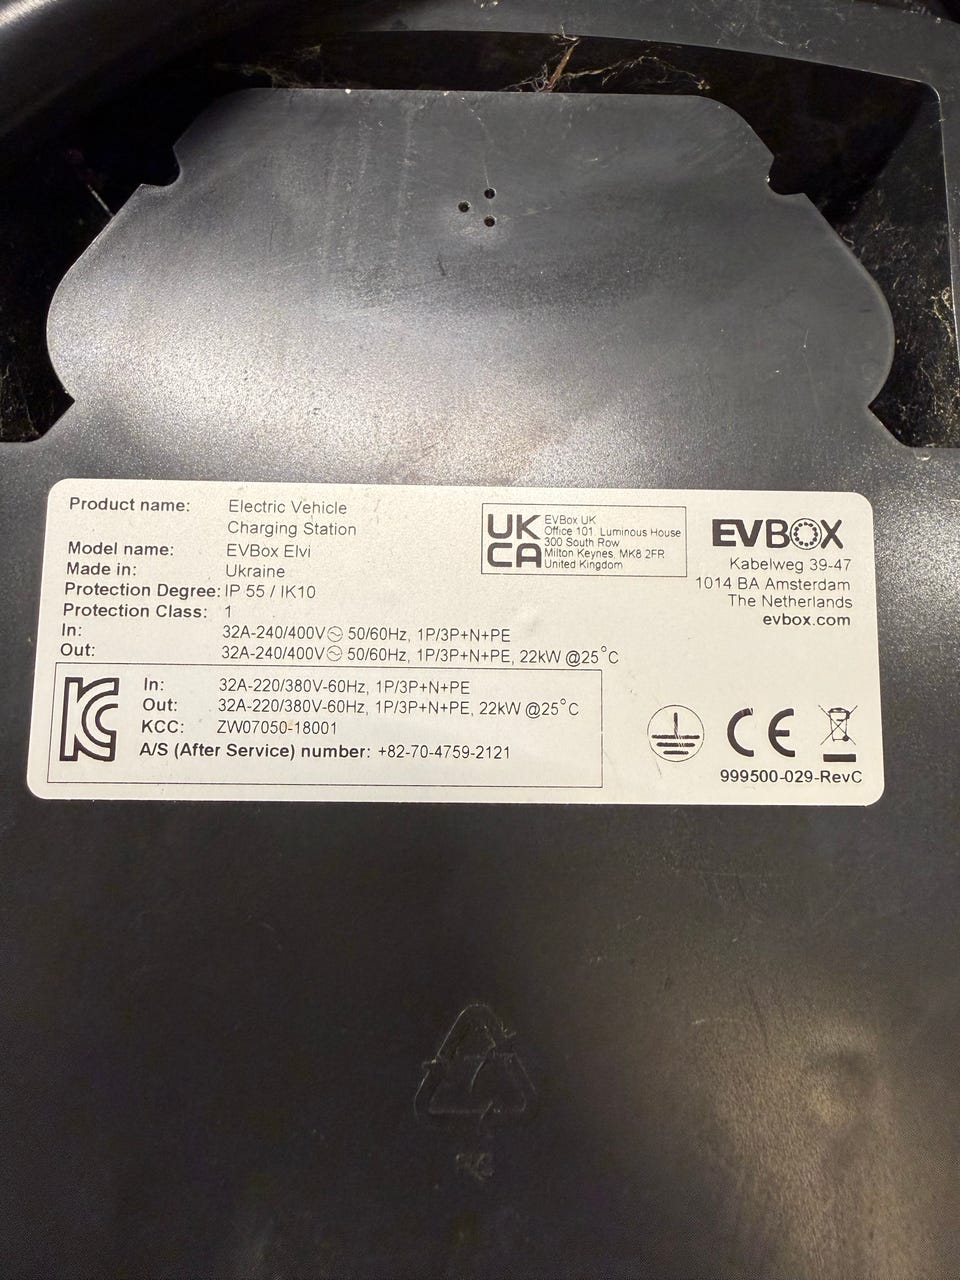 Product name: Electric Vehicle
Charging Station
Model name: EVBox Elvi
Made in: Ukraine
Protection Degree: IP 55 / IK10
Protection Class: 1
In: 32A-240/400V 50/60Hz, 1P/3P+N+PE
Out: 32A-240/400V 50/60Hz, 1P/3P+N+PE, 22kW @25°C
UK
CA
EVBox UK
Office 101, Luminous House
300 South Row
Milton Keynes, MK8 2FR
United Kingdom
EVBOX
Kabelweg 39-47
1014 BA Amsterdam
The Netherlands
evbox.com
In: 32A-220/380V-60Hz, 1P/3P+N+PE
Out: 32A-220/380V-60Hz, 1P/3P+N+PE, 22kW @25°C
KCC: ZW07050-18001
A/S (After Service) number: +82-70-4759-2121
CE
999500-029-RevC